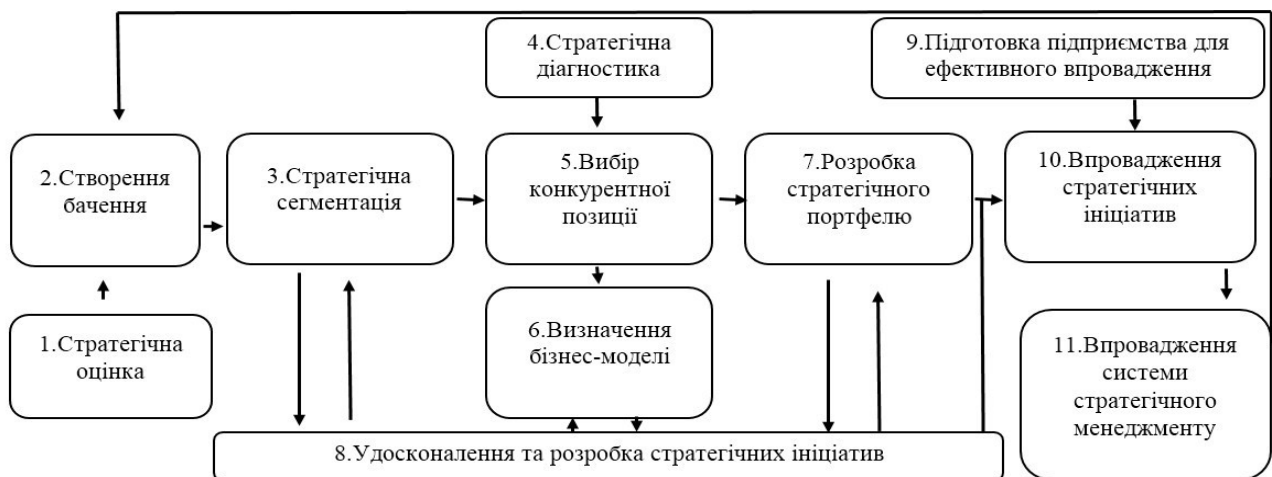 4.Стратегічна
діагностика
9.Підготовка підприємства для
ефективного впровадження
2.Створення
бачення
3.Стратегічна
сегментація
5.Вибір
конкурентної
позиції
7.Розробка
стратегічного
портфелю
10.Впровадження
стратегічних
ініціатив
1.Стратегічна
оцінка
6.Визначення
бізнес-моделі
11.Впровадження
системи
стратегічного
менеджменту
8.Удосконалення та розробка стратегічних ініціатив